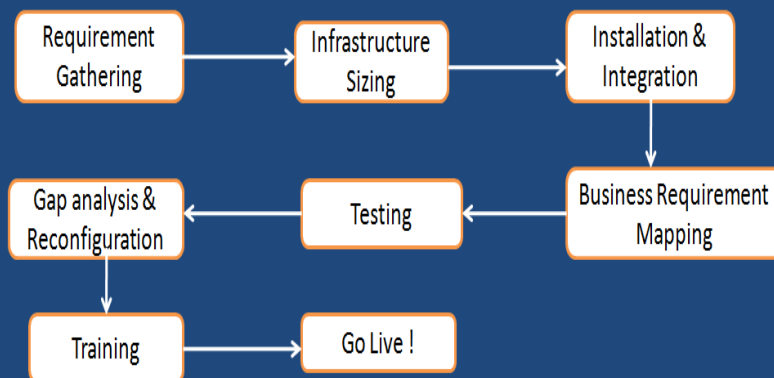 Requirement
Gathering
Infrastructure
Sizing
Installation &
Integration
Business Requirement
Mapping
Testing
Gap analysis &
Reconfiguration
Training
Go Live !